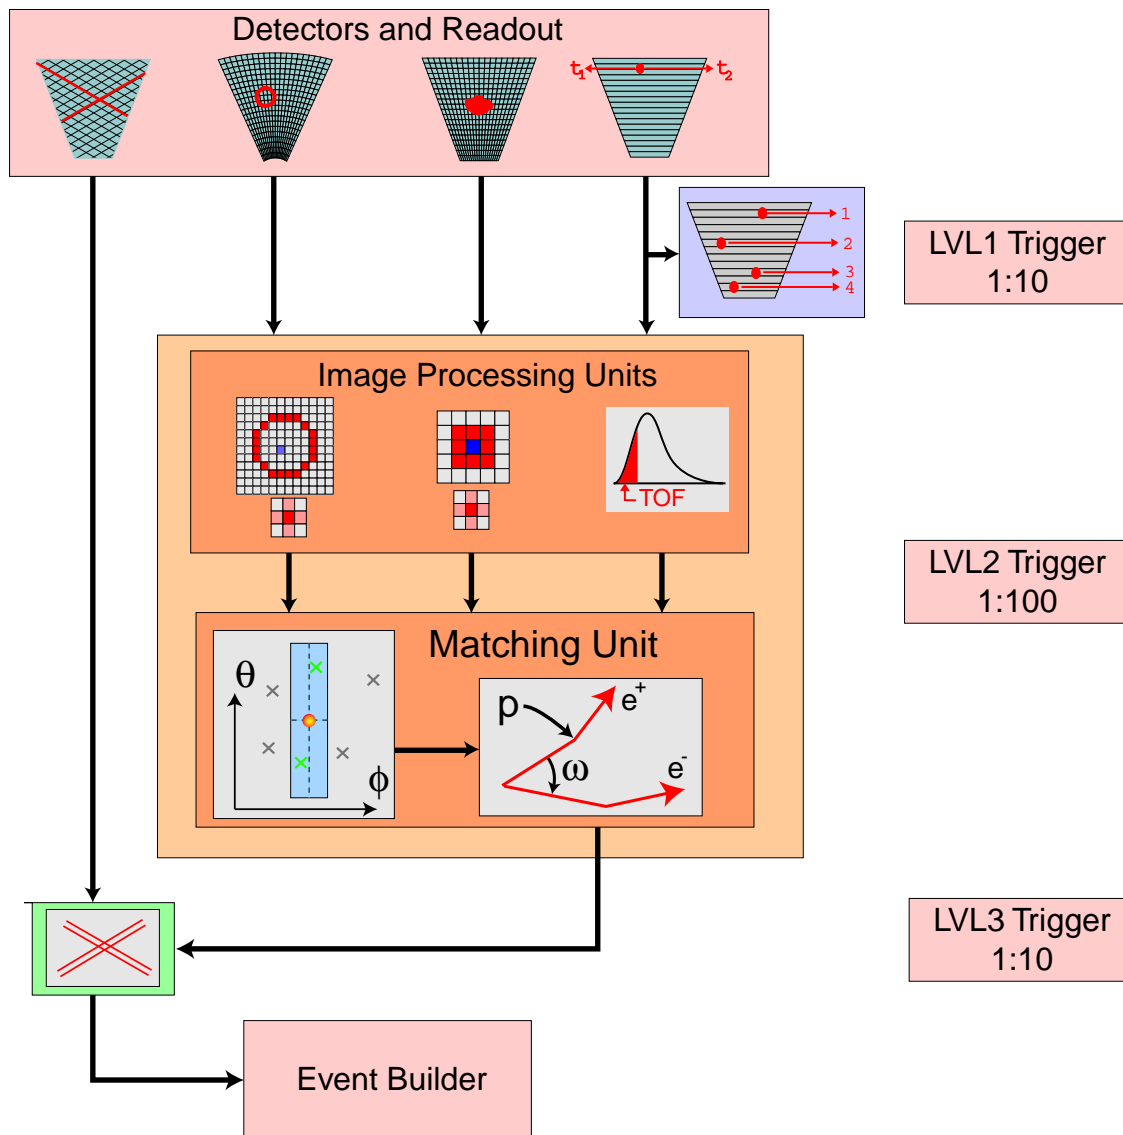 Detectors and Readout
t1 t2
1
2
3
4
LVL1 Trigger
1:10
Image Processing Units
TOF
LVL2 Trigger
1:100
Matching Unit
θ
ϕ
p
e+
ω
e-
LVL3 Trigger
1:10
Event Builder